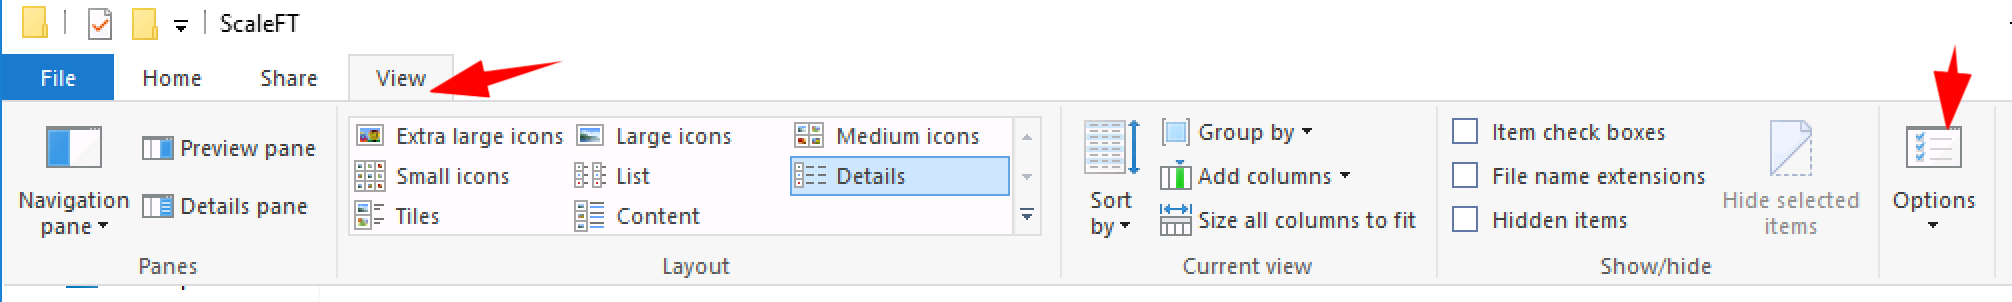 ScaleFT
File Home Share View
Navigation pane
Preview pane
Details pane
Panes
Extra large icons Large icons Medium icons
Small icons List Details
Tiles Content
Layout
Sort by
Group by
Add columns
Size all columns to fit
Current view
Item check boxes
File name extensions
Hidden items
Hide selected items
Show/hide
Options